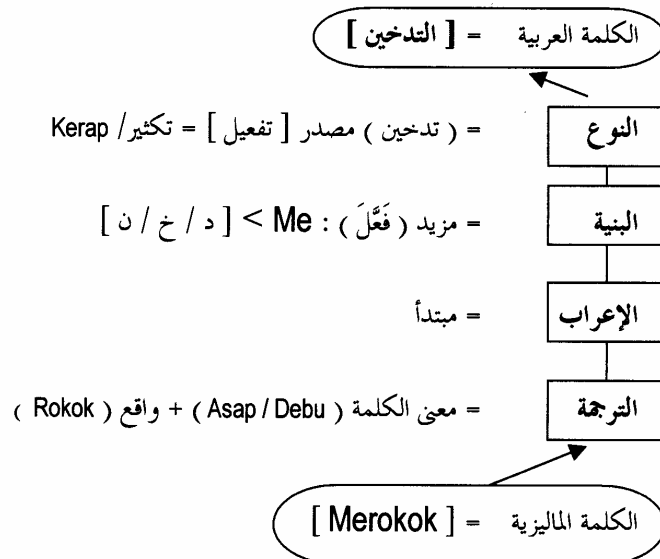 الكلمة العربية = [ التدخين ]
النوع = ( تدخين ) مصدر [ تفعيل ] = تكثير / Kerap
البنية = مزيد ( فَعَّلَ ) : Me < [ د / خ / ن ]
الإعراب = مبتدأ
الترجمة = معنى الكلمة ( Asap / Debu ) + واقع ( Rokok )
الكلمة الماليزية = [ Merokok ]